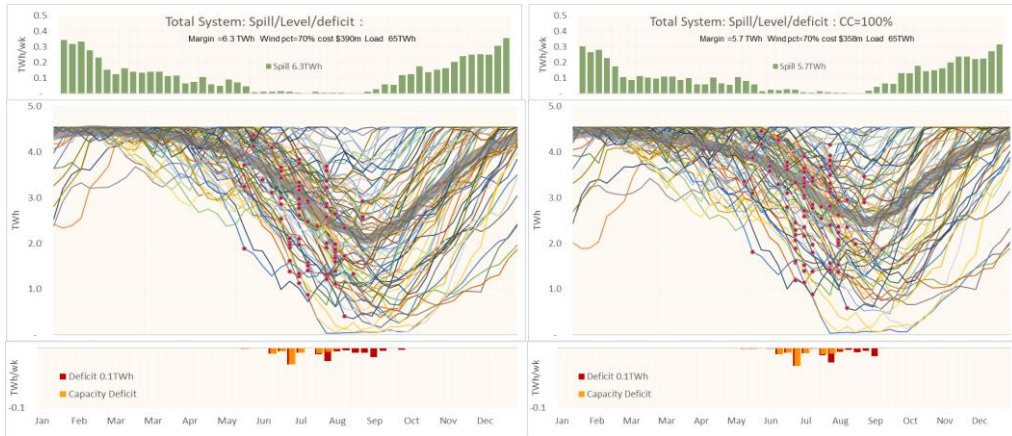 Total System: Spill/Level/deficit :
Margin =6.3 TWh Wind pct=70% cost $390m Load 65TWh
TWh/wk
0.5
0.4
0.3
0.2
0.1
-
Spill 6.3TWh
TWh
5.0
4.0
3.0
2.0
1.0
-
TWh/wk
-0.1
Deficit 0.1TWh
Capacity Deficit
Jan Feb Mar Mar Apr May Jun Jul Aug Sep Oct Nov Dec
Total System: Spill/Level/deficit : CC=100%
Margin =5.7 TWh Wind pct=70% cost $358m Load 65TWh
TWh/wk
0.5
0.4
0.3
0.2
0.1
-
Spill 5.7TWh
TWh
5.0
4.0
3.0
2.0
1.0
-
TWh/wk
-0.1
Deficit 0.1TWh
Capacity Deficit
Jan Feb Mar Mar Apr May Jun Jul Aug Sep Oct Nov Dec